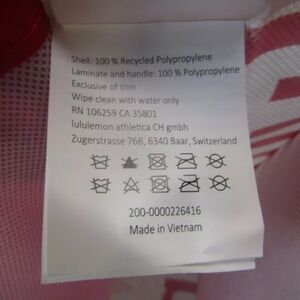 Shell: 100 % Recycled Polypropylene
Laminate and handle: 100 % Polypropylene
Exclusive of trim
Wipe clean with water only
RN 106259 CA 35801
lululemon athletica CH gmbh
Zugerstrasse 76B, 6340 Baar, Switzerland
200-0000226416
Made in Vietnam